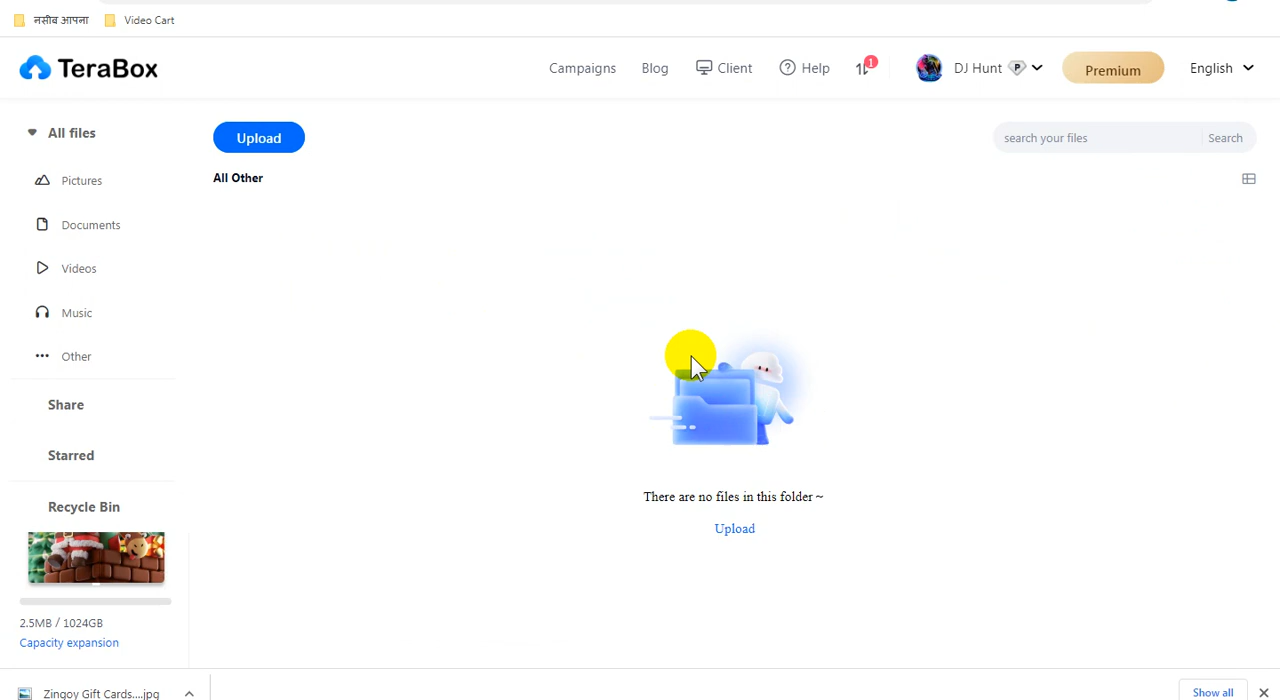 नसीब आपना
Video Cart
TeraBox
Campaigns
Blog
Client
Help
1
DJ Hunt
P
Premium
English
All files
Pictures
Documents
Videos
Music
Other
Share
Starred
Recycle Bin
2.5MB / 1024GB
Capacity expansion
Upload
search your files
Search
All Other
There are no files in this folder ~
Upload
Zingoy Gift Cards....jpg
Show all